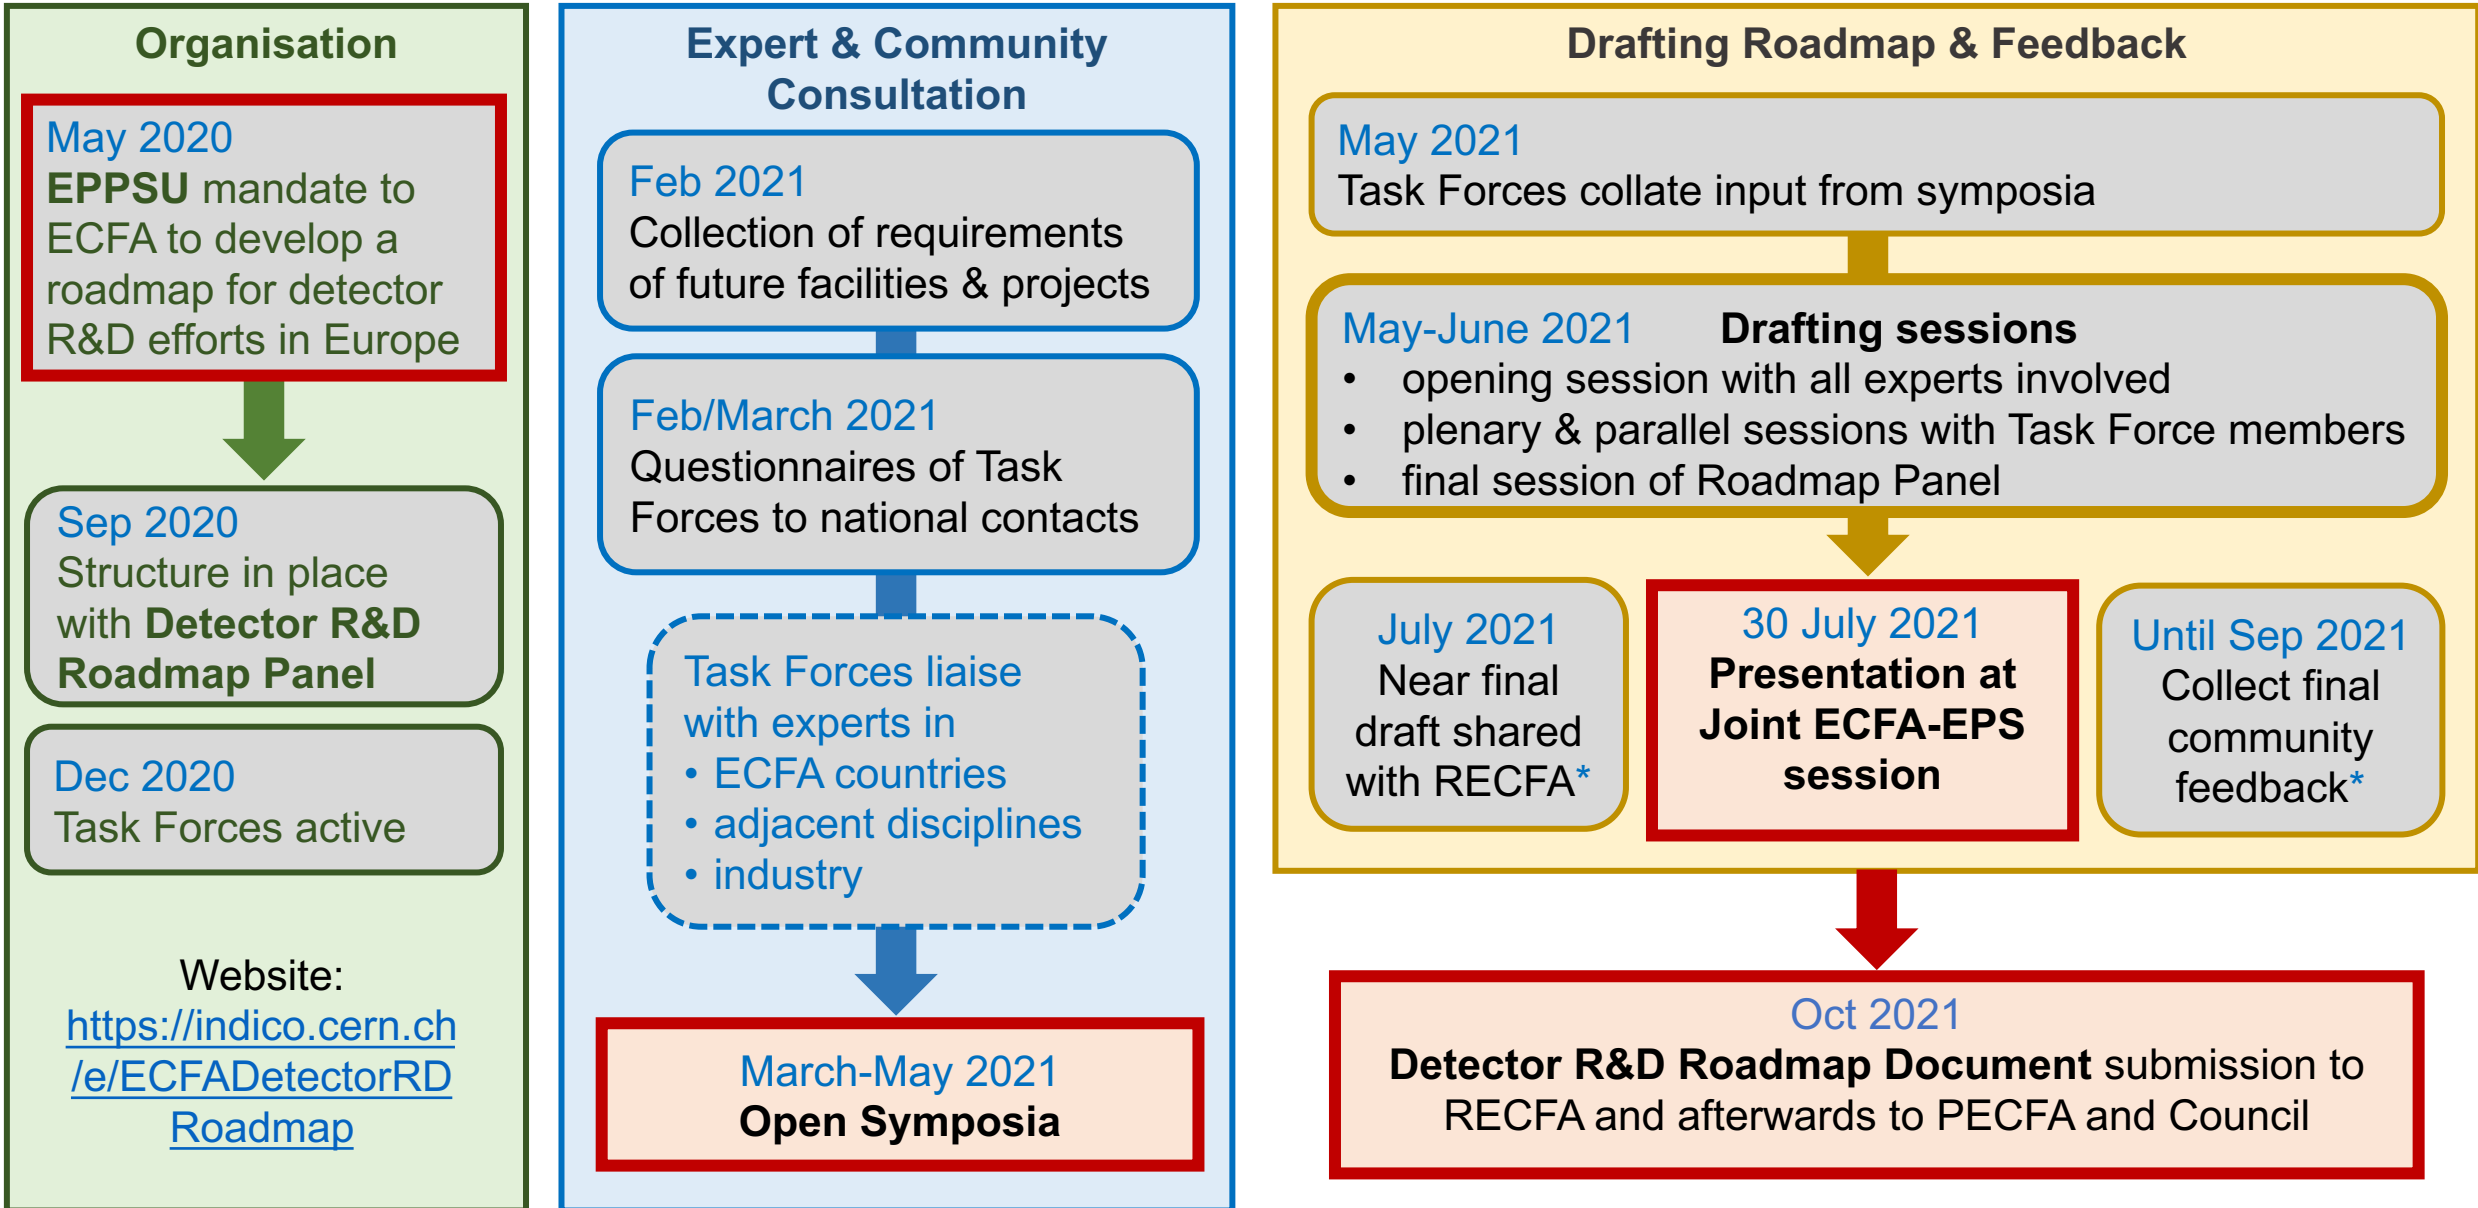 Organisation
May 2020
EPPSU mandate to
ECFA to develop a
roadmap for detector
R&D efforts in Europe
Sep 2020
Structure in place
with Detector R&D
Roadmap Panel
Dec 2020
Task Forces active
Website:
https://indico.cern.ch
/e/ECFADetectorRD
Roadmap
Expert & Community
Consultation
Feb 2021
Collection of requirements
of future facilities & projects
Feb/March 2021
Questionnaires of Task
Forces to national contacts
Task Forces liaise
with experts in
• ECFA countries
• adjacent disciplines
• industry
March-May 2021
Open Symposia
Drafting Roadmap & Feedback
May 2021
Task Forces collate input from symposia
May-June 2021 Drafting sessions
• opening session with all experts involved
• plenary & parallel sessions with Task Force members
• final session of Roadmap Panel
July 2021
Near final
draft shared
with RECFA*
30 July 2021
Presentation at
Joint ECFA-EPS
session
Until Sep 2021
Collect final
community
feedback*
Oct 2021
Detector R&D Roadmap Document submission to
RECFA and afterwards to PECFA and Council